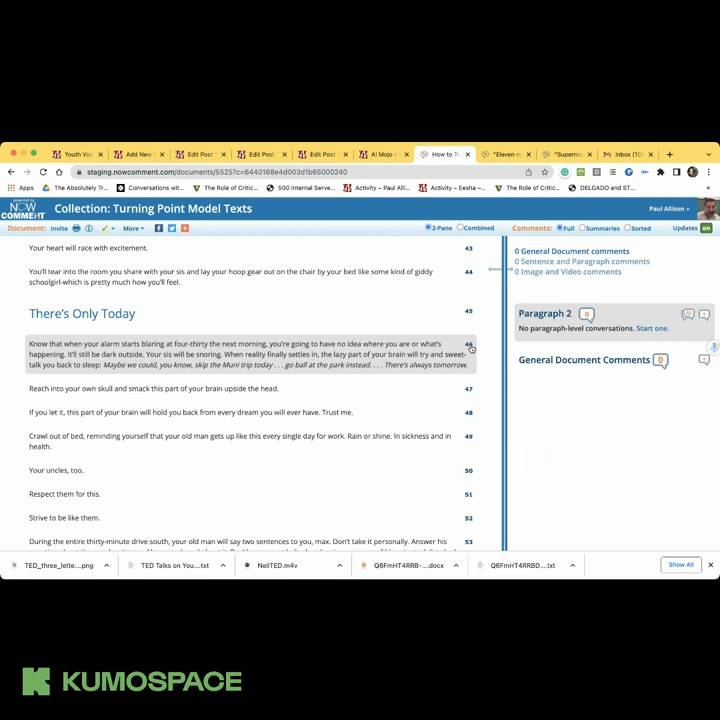 Youth Voi
Add New
Edit Post
Edit Post
Edit Post
AI Mojo
How to Tr
"Eleven m
"Superma
Inbox (15
staging.nowcomment.com/documents/5525?c=6440168e4d003d1b65000240
Apps
The Absolutely Tr...
Conversations wit...
The Role of Critic...
500 Internal Serve...
Activity – Paul Alli...
Activity – Eesha –...
The Role of Critic...
DELGADO and ST...
NOW COMMENT
Collection: Turning Point Model Texts
Paul Allison
Document: Invite
More
2-Pane
Combined
Comments:
Full
Summaries
Sorted
Updates
on
Your heart will race with excitement.
43
You'll tear into the room you share with your sis and lay your hoop gear out on the chair by your bed like some kind of giddy
44
schoolgirl-which is pretty much how you'll feel.
There's Only Today
45
Know that when your alarm starts blaring at four-thirty the next morning, you're going to have no idea where you are or what's
46
happening. It'll still be dark outside. Your sis will be snoring. When reality finally settles in, the lazy part of your brain will try and sweet-
talk you back to sleep: Maybe we could, you know, skip the Muni trip today . . . go ball at the park instead. . . . There's always tomorrow.
Reach into your own skull and smack this part of your brain upside the head.
47
If you let it, this part of your brain will hold you back from every dream you will ever have. Trust me.
48
Crawl out of bed, reminding yourself that your old man gets up like this every single day for work. Rain or shine. In sickness and in
49
health.
Your uncles, too.
50
Respect them for this.
51
Strive to be like them.
52
During the entire thirty-minute drive south, your old man will say two sentences to you, max. Don't take it personally. Answer his
53
0 General Document comments
0 Sentence and Paragraph comments
0 Image and Video comments
Paragraph 2
0
AI
No paragraph-level conversations. Start one.
General Document Comments
0
TED_three_lette....png
TED Talks on You....txt
NeilTED.m4v
Q6FmHT4RRB-....docx
Q6FmHT4RRBD....txt
Show All
KUMOSPACE